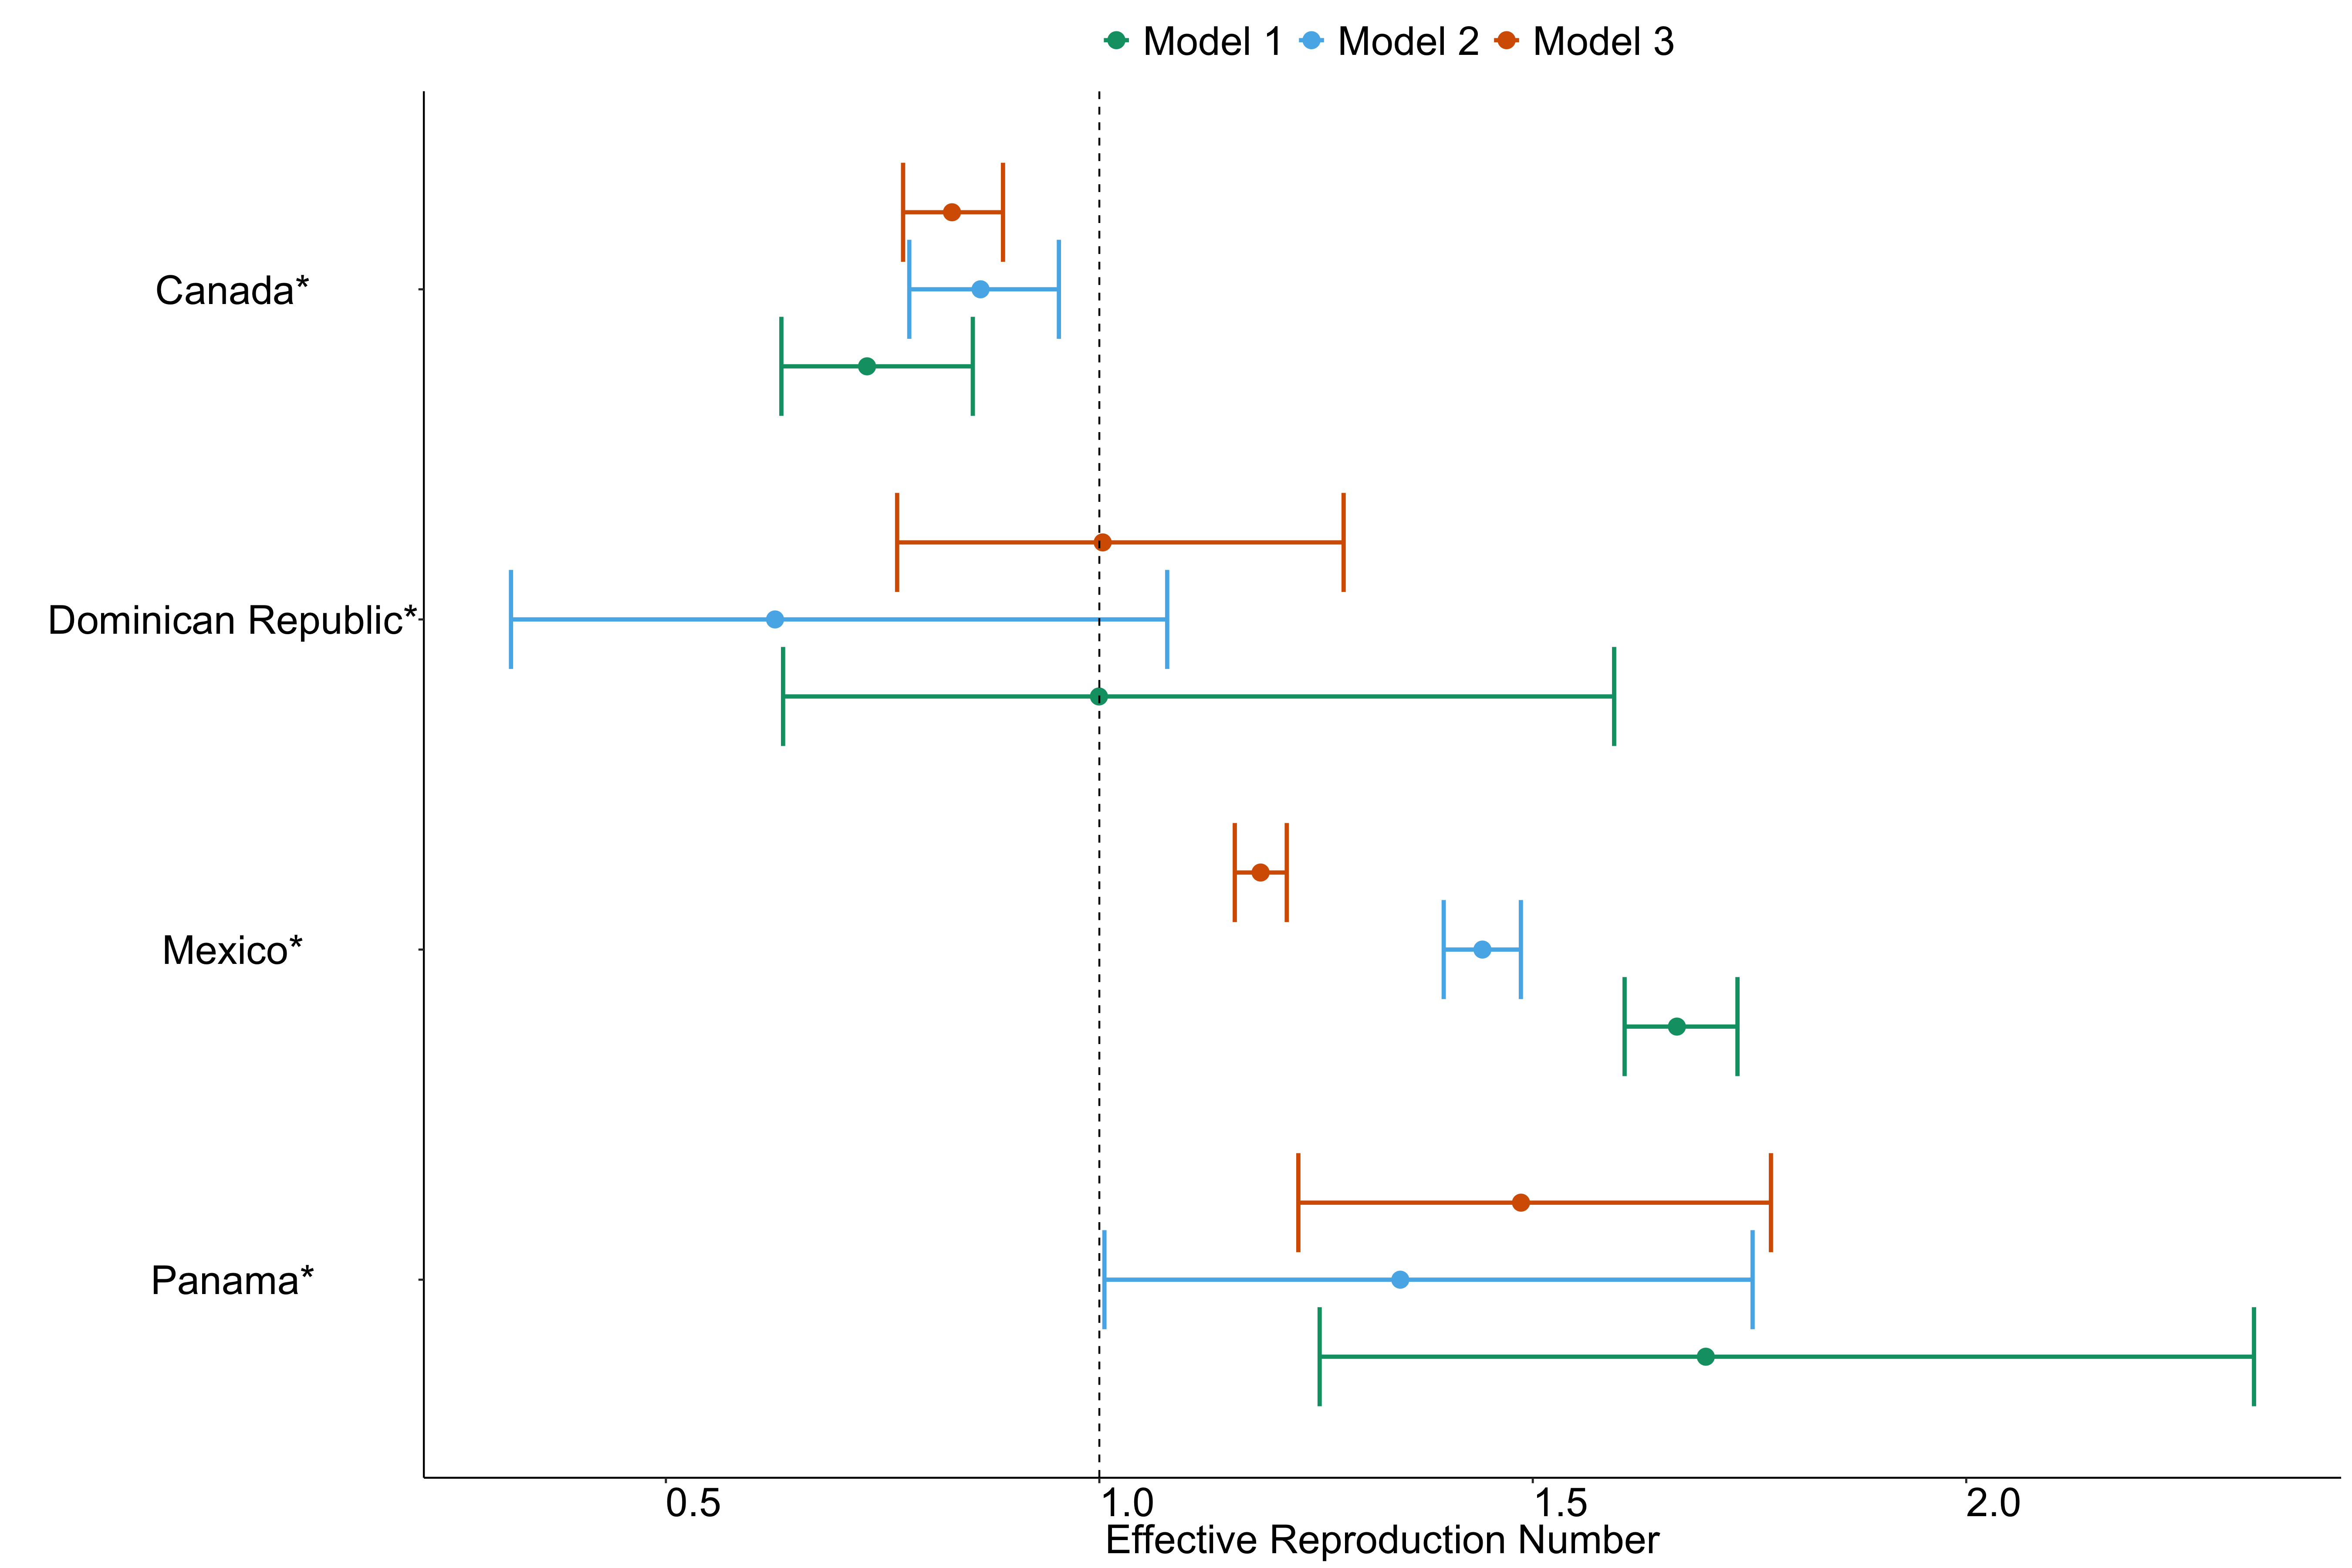 Model 1 Model 2 Model 3
Canada*
Dominican Republic*
Mexico*
Panama*
0.5 1.0 1.5 2.0
Effective Reproduction Number